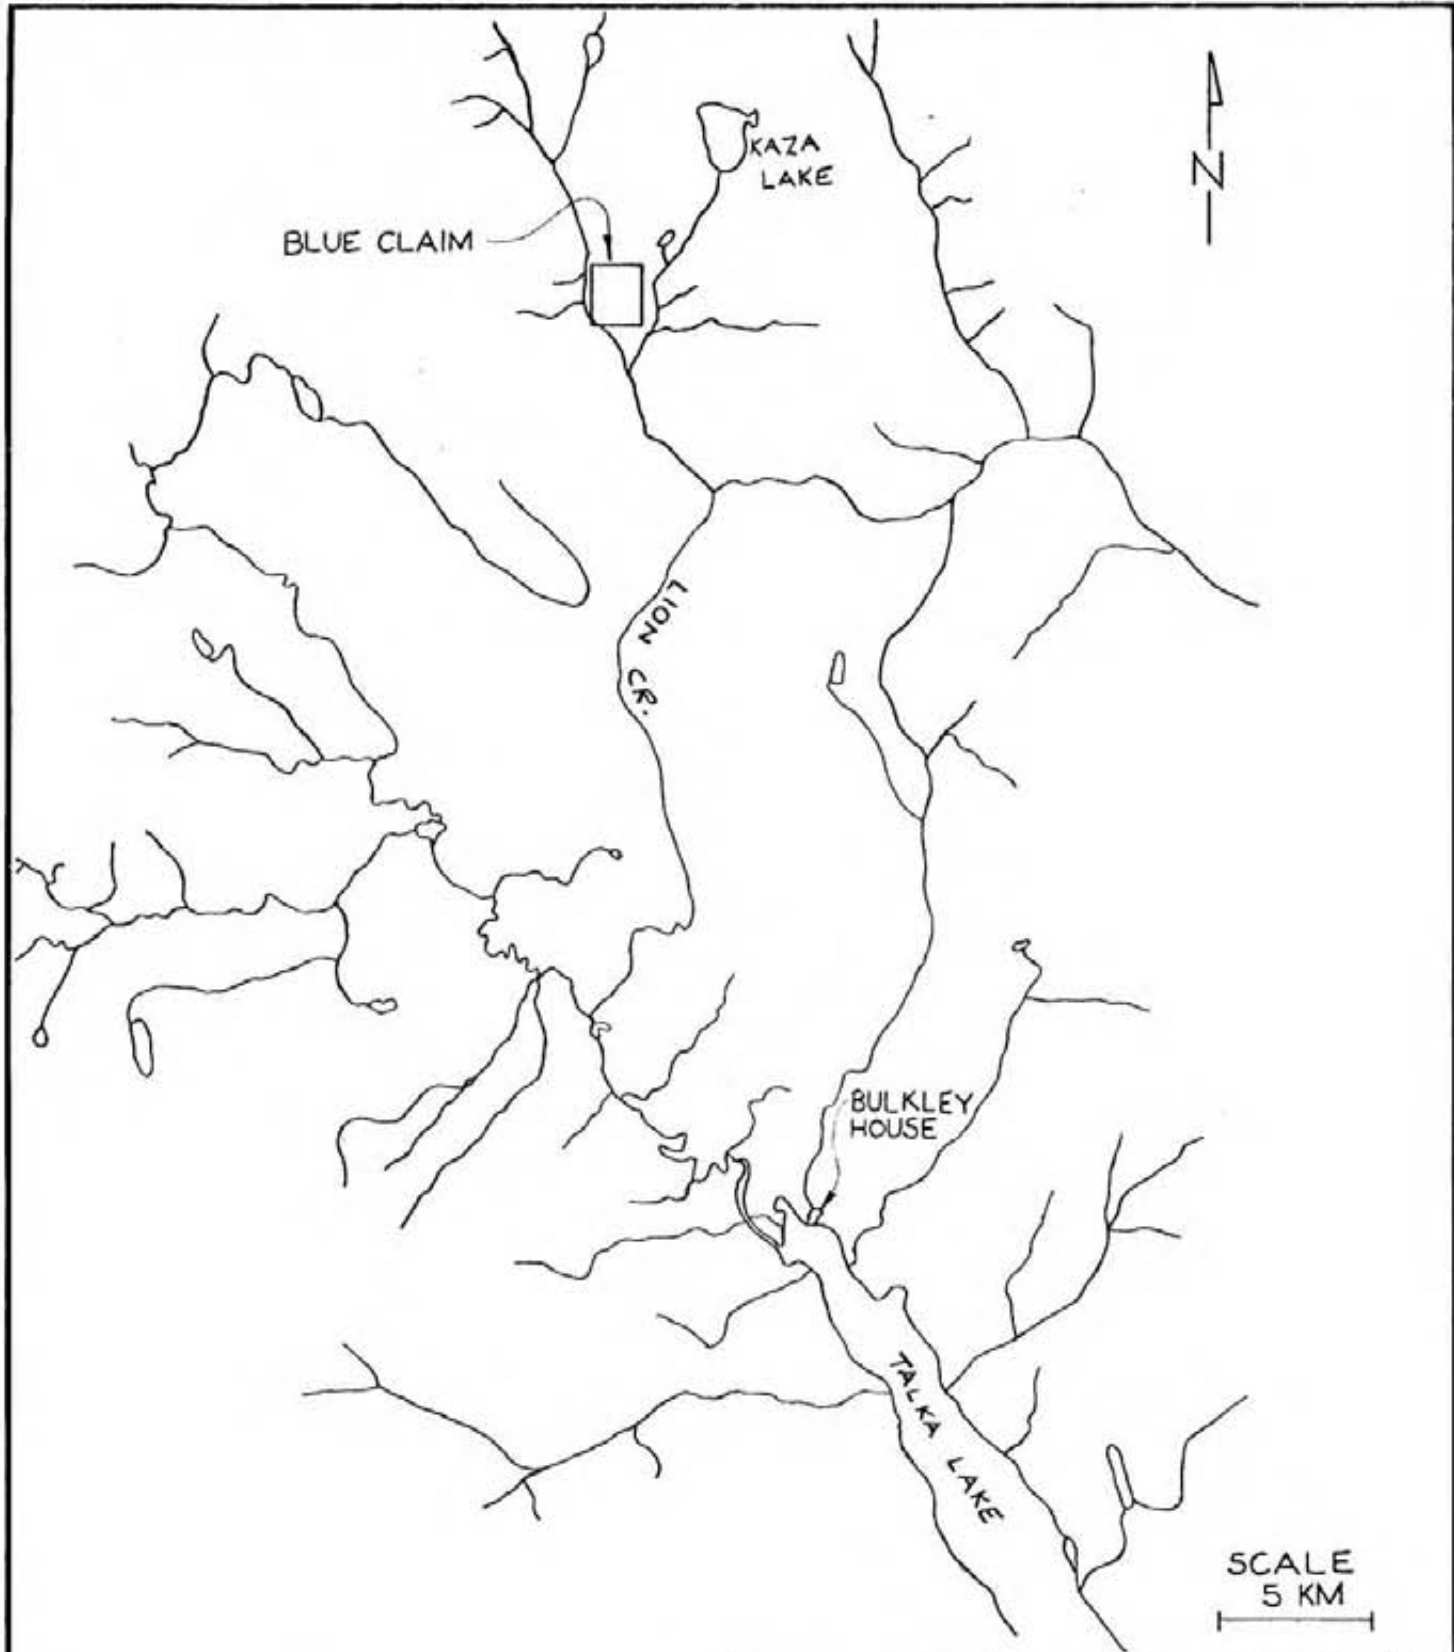 KAZA
LAKE
N
BLUE CLAIM
LION CR.
BULKLEY
HOUSE
TALKA LAKE
SCALE
5 KM